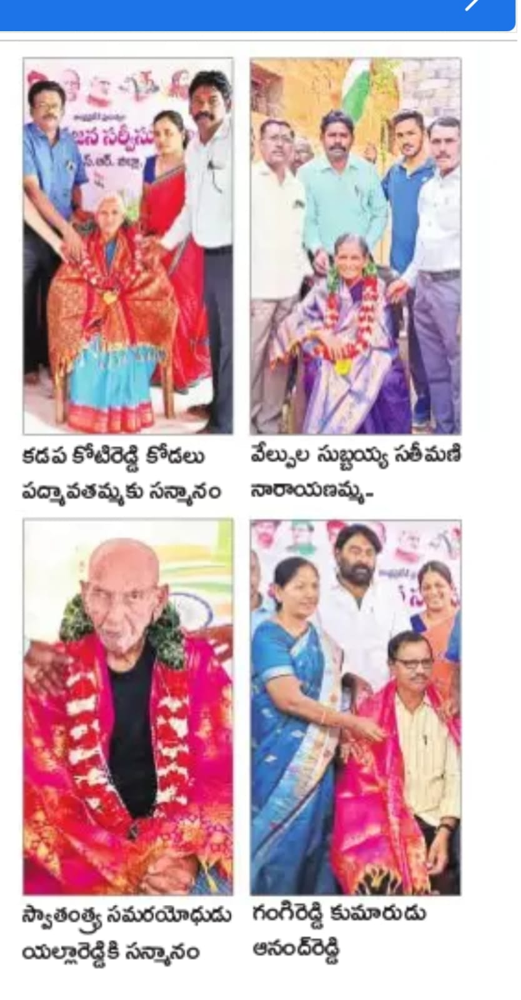 కడప కోటిరెడ్డి కోడలు
పద్మావతమ్మకు సన్మానం
వేల్పుల సుబ్బయ్య సతీమణి
నారాయణమ్మ-
స్వాతంత్ర్య సమరయోధుడు
యల్లారెడ్డికి సన్మానం
గంగిరెడ్డి కుమారుడు
ఆనంద్‌రెడ్డి